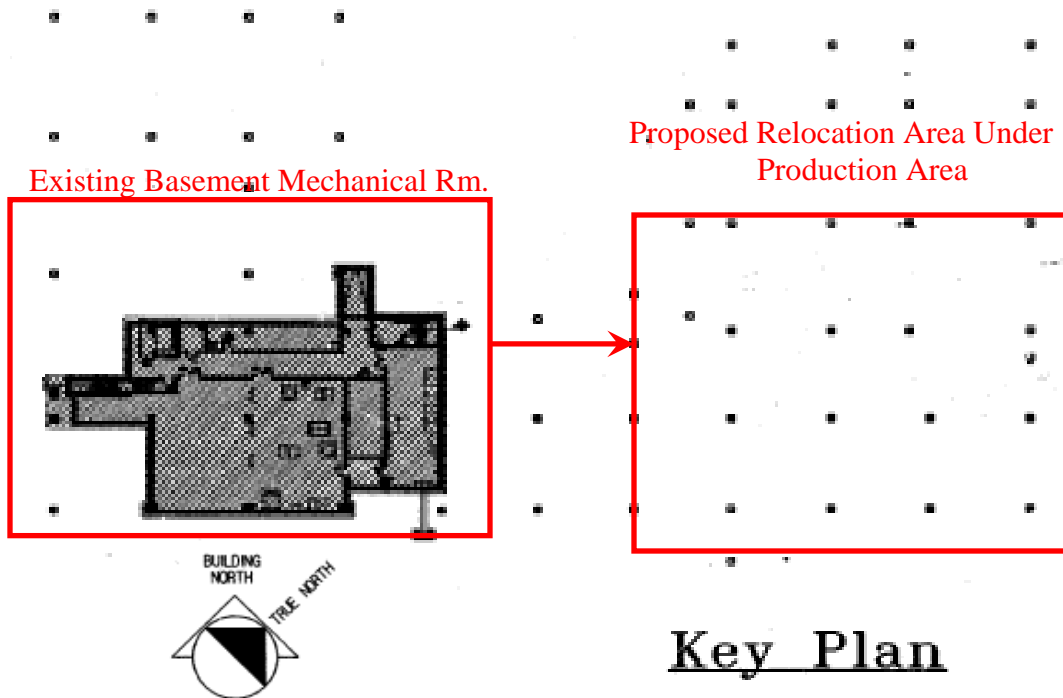 Proposed Relocation Area Under
Production Area
Existing Basement Mechanical Rm.
BUILDING
NORTH
TRUE NORTH
Key Plan